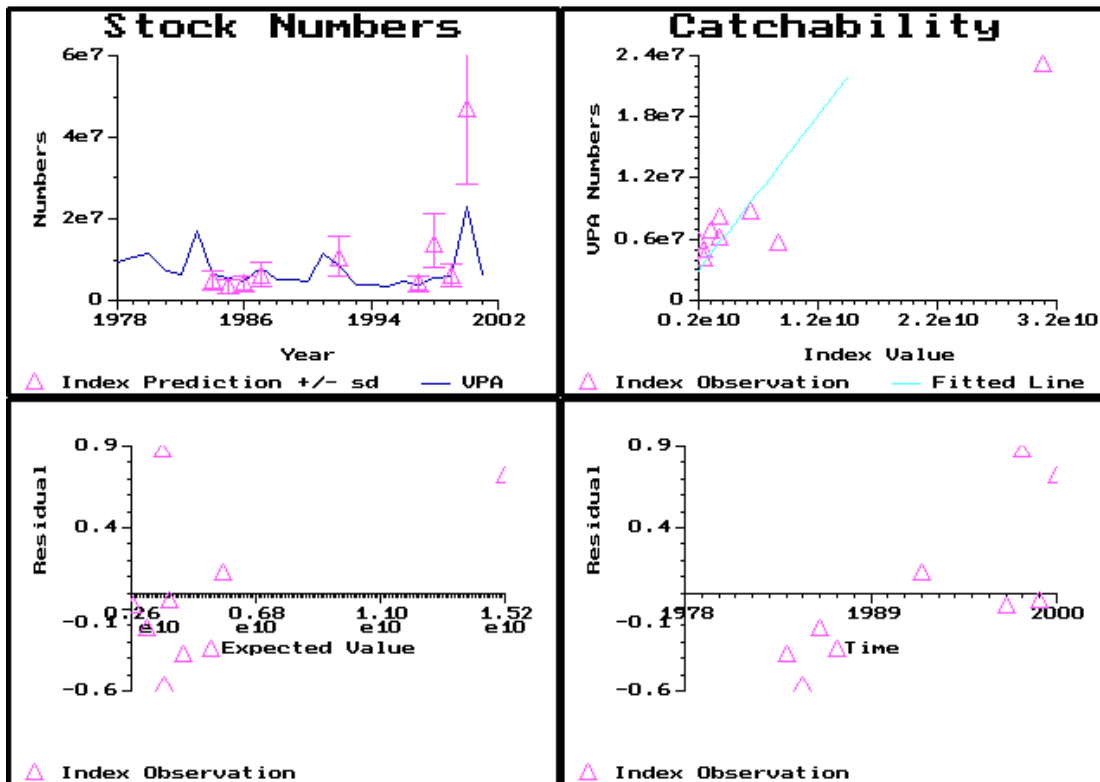 Stock Numbers
6e7
4e7
2e7
0
Numbers
1978 1986 1994 2002
Year
Index Prediction +/- sd VPA
Catchability
2.4e7
1.8e7
1.2e7
0.6e7
0
VPA Numbers
0.2e10 1.2e10 2.2e10 3.2e10
Index Value
Index Observation Fitted Line
0.9
0.4
-0.1
-0.6
Residual
0.26 0.68 1.10 1.52
e10 e10 e10 e10
Expected Value
Index Observation
0.9
0.4
-0.1
-0.6
Residual
1978 1989 2000
Time
Index Observation